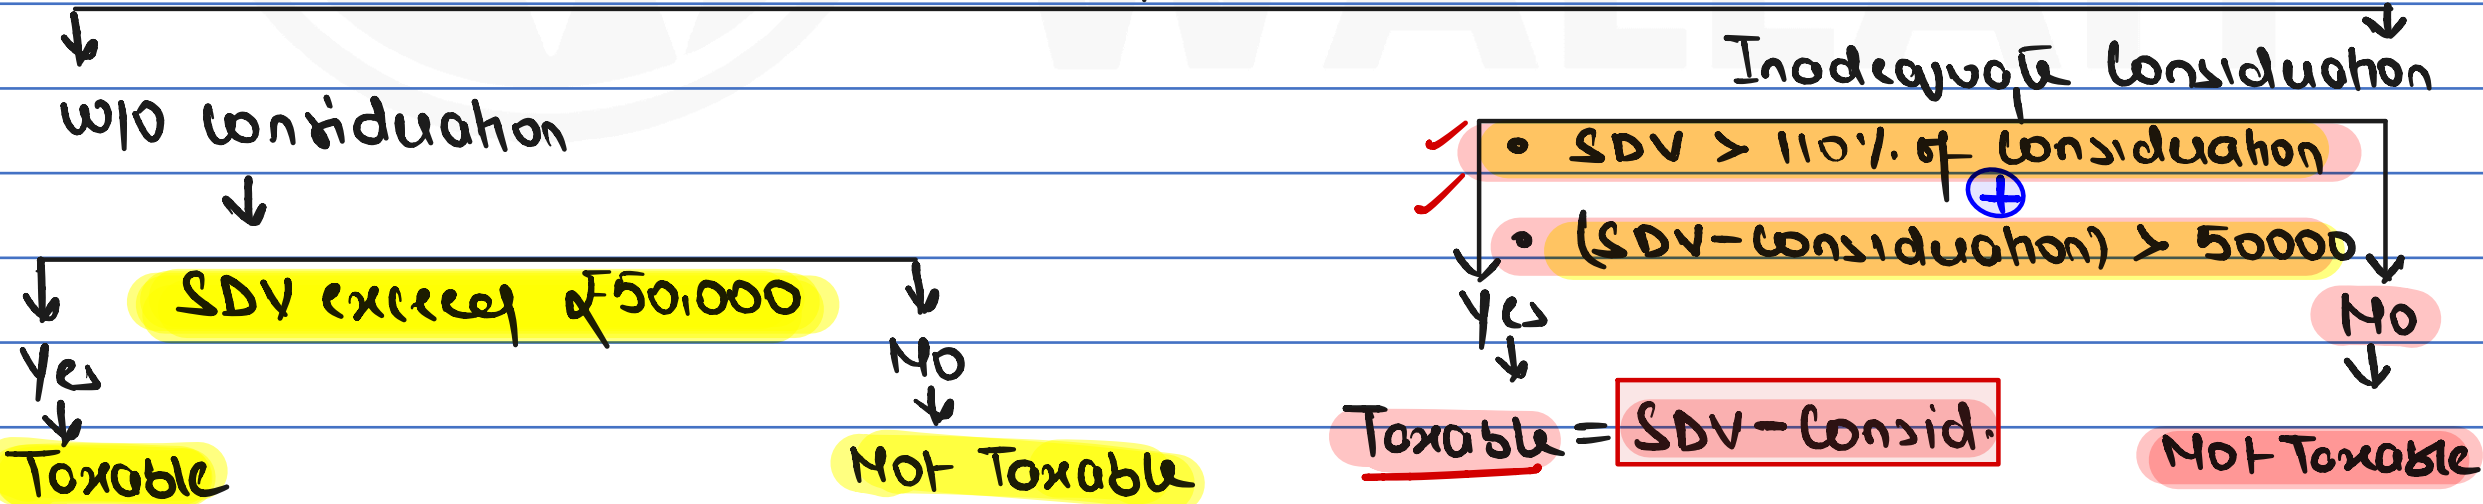 Inadequate Consideration
W/O Consideration
• SDV > 110% of Consideration
+
• (SDV-Consideration) > 50000
SDV exceeds ₹50,000
Yes
No
Yes
No
Taxable = SDV-Consid.
Not Taxable
Taxable
Not Taxable